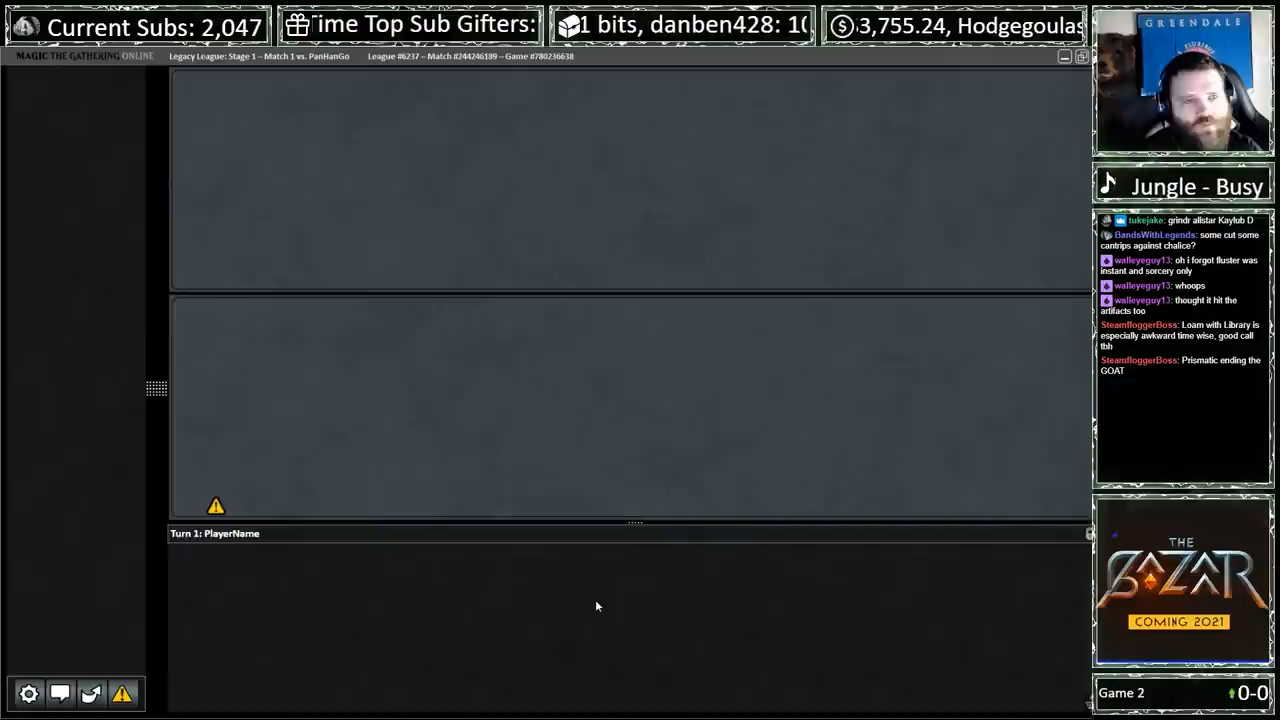 Current Subs: 2,047
Time Top Sub Gifters:
1 bits, danben428: 10
3,755.24, Hodgegoulas
GREENDALE
MAGIC THE GATHERING ONLINE
Legacy League: Stage 1 – Match 1 vs. PanHanGo
League #6237 – Match #244246189 – Game #780236638
Jungle - Busy
tukejake: grindr allstar Kaylub D
BandsWithLegends: some cut some
cantrips against chalice?
walleyeguy13: oh i forgot fluster was
instant and sorcery only
walleyeguy13: whoops
walleyeguy13: thought it hit the
artifacts too
SteamfloggerBoss: Loam with Library is
especially awkward time wise, good call
tbh
SteamfloggerBoss: Prismatic ending the
GOAT
Turn 1: PlayerName
THE
BAZAAR
COMING 2021
Game 2
0-0